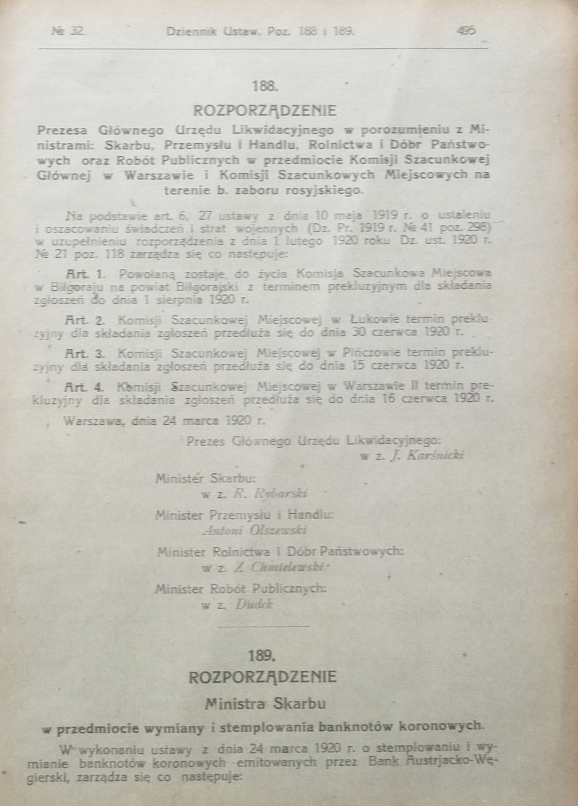 № 32. Dziennik Ustaw. Poz. 188 i 189. 495
188.
ROZPORZĄDZENIE
Prezesa Głównego Urzędu Likwidacyjnego w porozumieniu z Mi-
nistrami: Skarbu, Przemysłu i Handlu, Rolnictwa i Dóbr Państwo-
wych oraz Robót Publicznych w przedmiocie Komisji Szacunkowej
Głównej w Warszawie i Komisji Szacunkowych Miejscowych na
terenie b. zaboru rosyjskiego.
Na podstawie art. 6, 27 ustawy z dnia 10 maja 1919 r. o ustaleniu
i oszacowaniu świadczeń i strat wojennych (Dz. Pr. 1919 r. № 41 poz. 298)
w uzupełnieniu rozporządzenia z dnia 1 lutego 1920 roku Dz. ust. 1920 r.
№ 21 poz. 118 zarządza się co następuje:
Art. 1. Powołaną zostaje do życia Komisja Szacunkowa Miejscowa
w Biłgoraju na powiat Biłgorajski z terminem prekluzyjnym dla składania
zgłoszeń do dnia 1 sierpnia 1920 r.
Art. 2. Komisji Szacunkowej Miejscowej w Łukowie termin preklu-
zyjny dla składania zgłoszeń przedłuża się do dnia 30 czerwca 1920 r.
Art. 3. Komisji Szacunkowej Miejscowej w Pińczowie termin preklu-
zyjny dla składania zgłoszeń przedłuża się do dnia 15 czerwca 1920 r.
Art. 4. Komisji Szacunkowej Miejscowej w Warszawie II termin pre-
kluzyjny dla składania zgłoszeń przedłuża się do dnia 16 czerwca 1920 r.
Warszawa, dnia 24 marca 1920 r.
Prezes Głównego Urzędu Likwidacyjnego:
w z. J. Karśnicki
Minister Skarbu:
w z. R. Rybarski
Minister Przemysłu i Handlu:
Antoni Olszewski
Minister Rolnictwa i Dóbr Państwowych:
w z. Z. Chmielewski
Minister Robót Publicznych:
w z. Dudek
189.
ROZPORZĄDZENIE
Ministra Skarbu
w przedmiocie wymiany i stemplowania banknotów koronowych.
W wykonaniu ustawy z dnia 24 marca 1920 r. o stemplowaniu i wy-
mianie banknotów koronowych emitowanych przez Bank Austrjacko-Wę-
gierski, zarządza się co następuje: